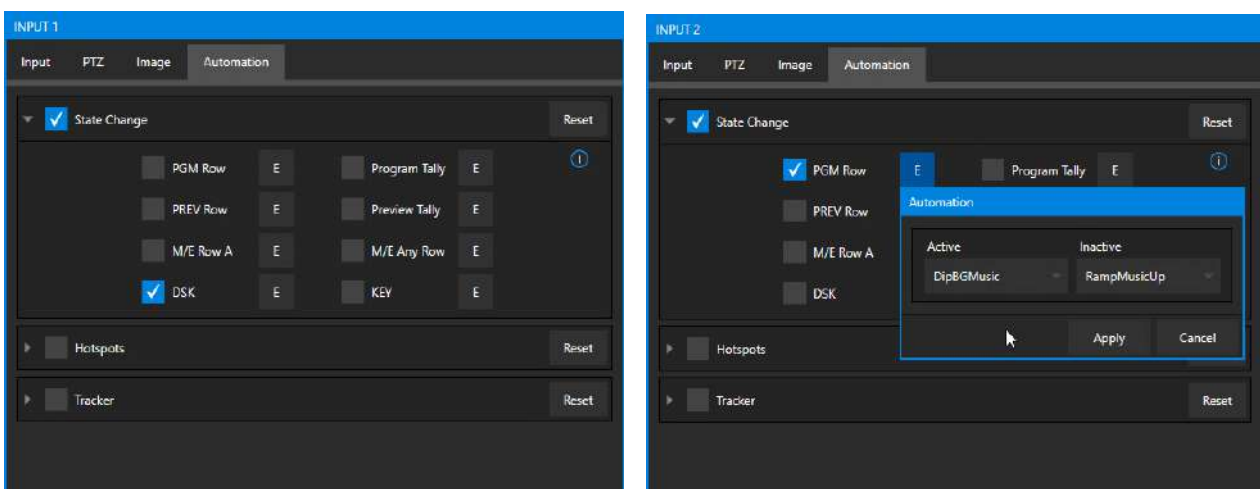 INPUT 1
Input PTZ Image Automation
State Change Reset
PGM Row E Program Tally E
PREV Row E Preview Tally E
M/E Row A E M/E Any Row E
DSK E KEY E
Hotspots Reset
Tracker Reset
INPUT 2
Input PTZ Image Automation
State Change Reset
PGM Row E Program Tally E
PREV Row
M/E Row A
DSK
Automation
Active Inactive
DipBGMusic RampMusicUp
Apply Cancel
Hotspots
Tracker Reset